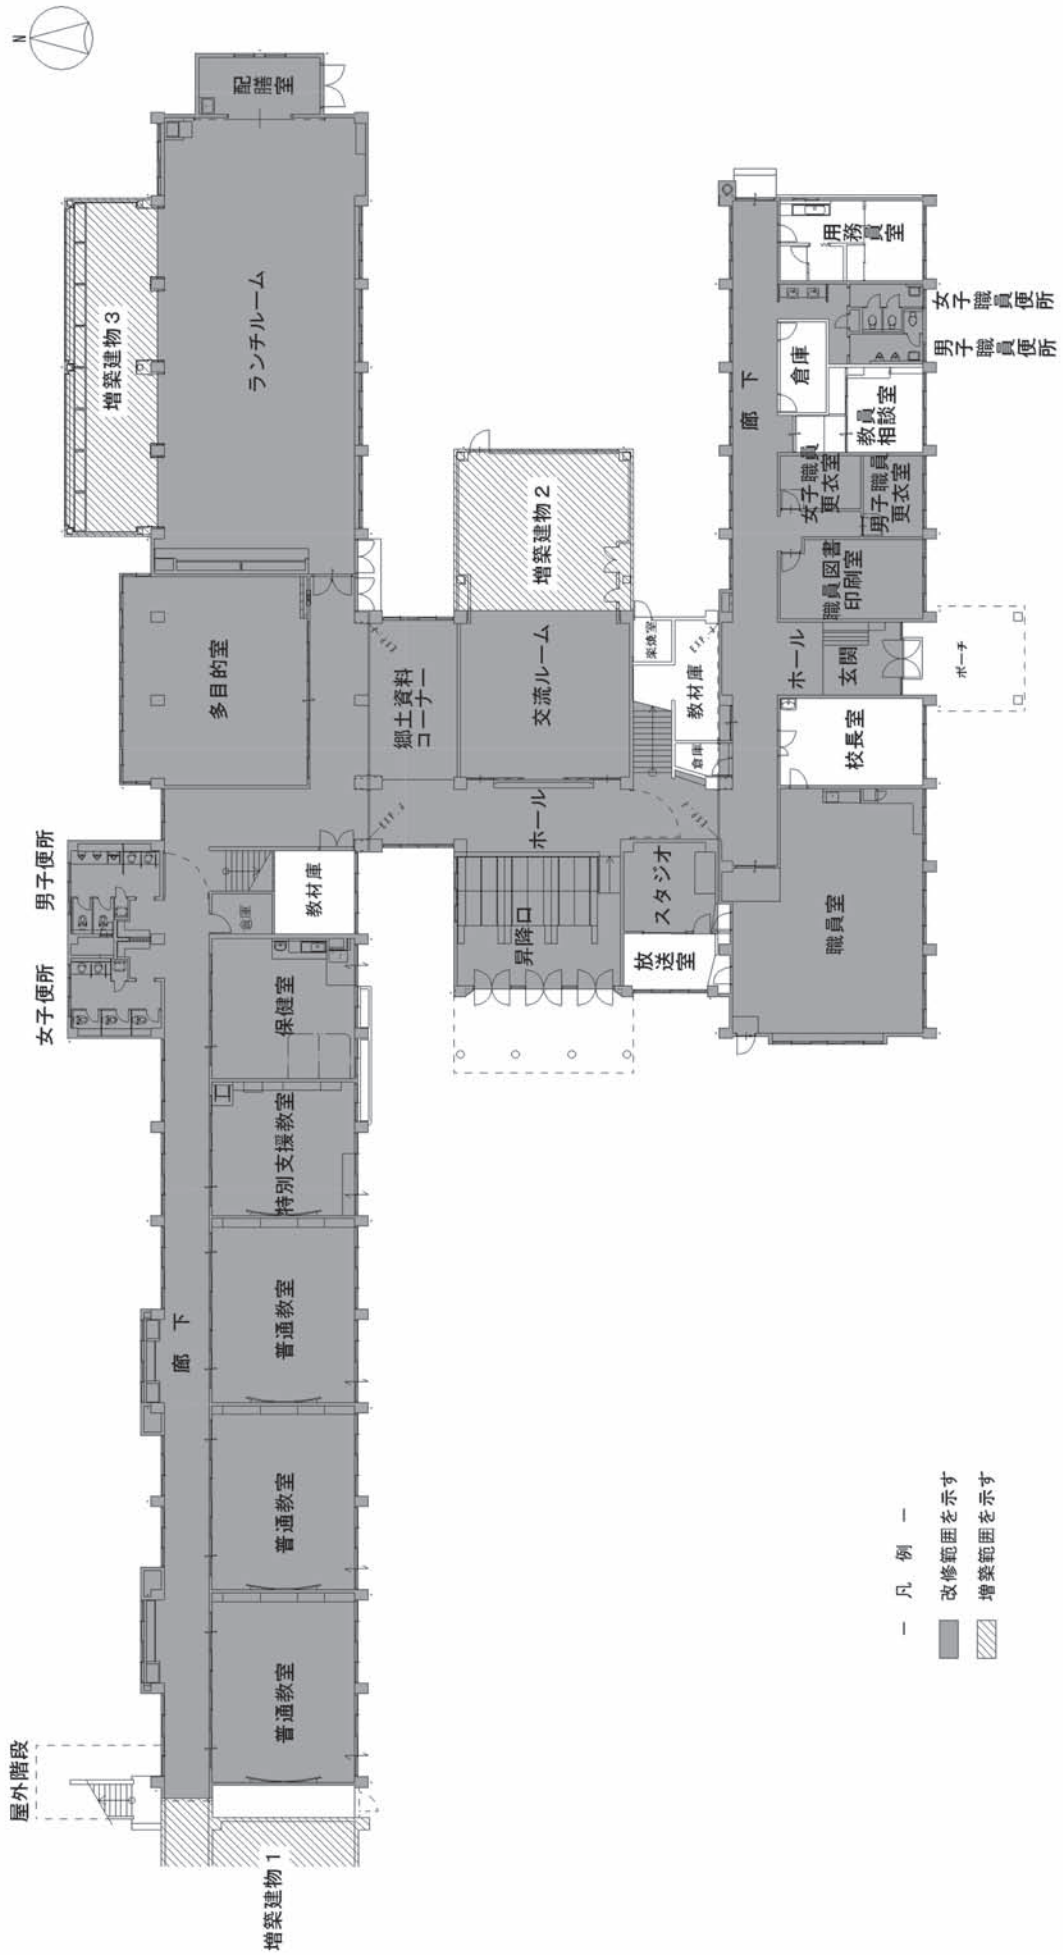 N
屋外階段
女子便所
男子便所
増築建物3
配膳室
増築建物1
廊下
多目的室
ランチルーム
普通教室
普通教室
普通教室
特別支援教室
保健室
倉庫
教材庫
郷土資料
コーナー
昇降口
ホール
交流ルーム
増築建物2
放送室
スタジオ
倉庫
教材庫
廊下
職員室
校長室
ホール
玄関
職員図書
印刷室
女子職員
更衣室
男子職員
更衣室
倉庫
教員
相談室
用務員室
男子職員便所
女子職員便所
ポーチ
ー 凡 例 ー
改修範囲を示す
増築範囲を示す